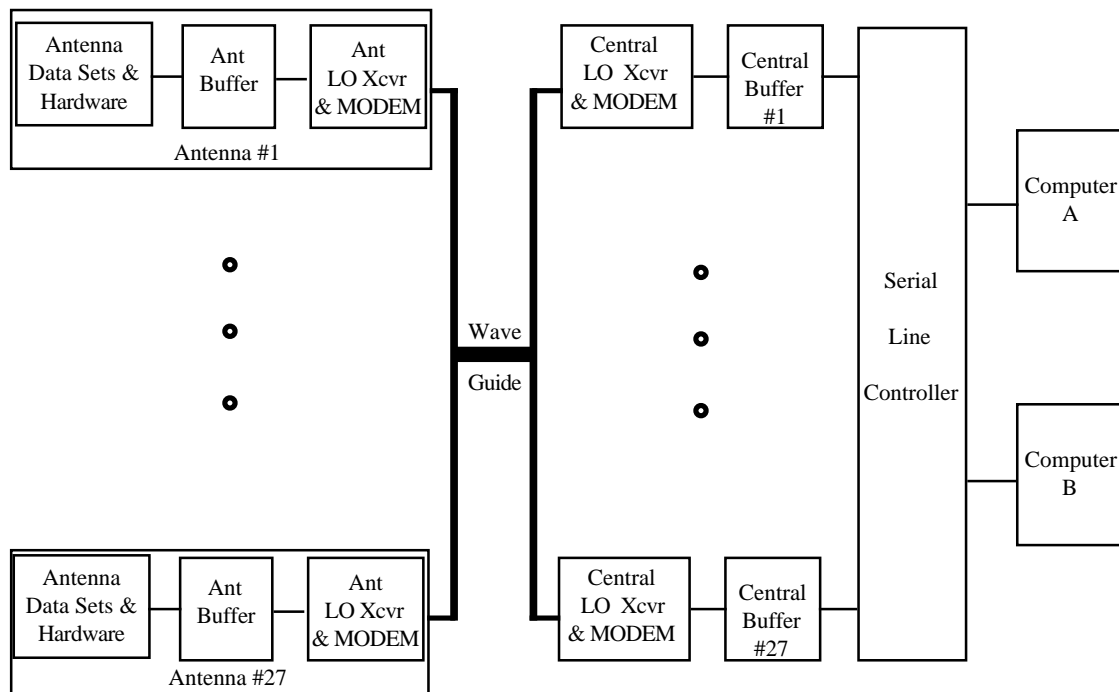 Antenna
Data Sets &
Hardware
Ant
Buffer
Ant
LO Xcvr
& MODEM
Antenna #1
Central
LO Xcvr
& MODEM
Central
Buffer
#1
Serial
Line
Controller
Computer
A
Computer
B
Wave
Guide
Antenna
Data Sets &
Hardware
Ant
Buffer
Ant
LO Xcvr
& MODEM
Antenna #27
Central
LO Xcvr
& MODEM
Central
Buffer
#27